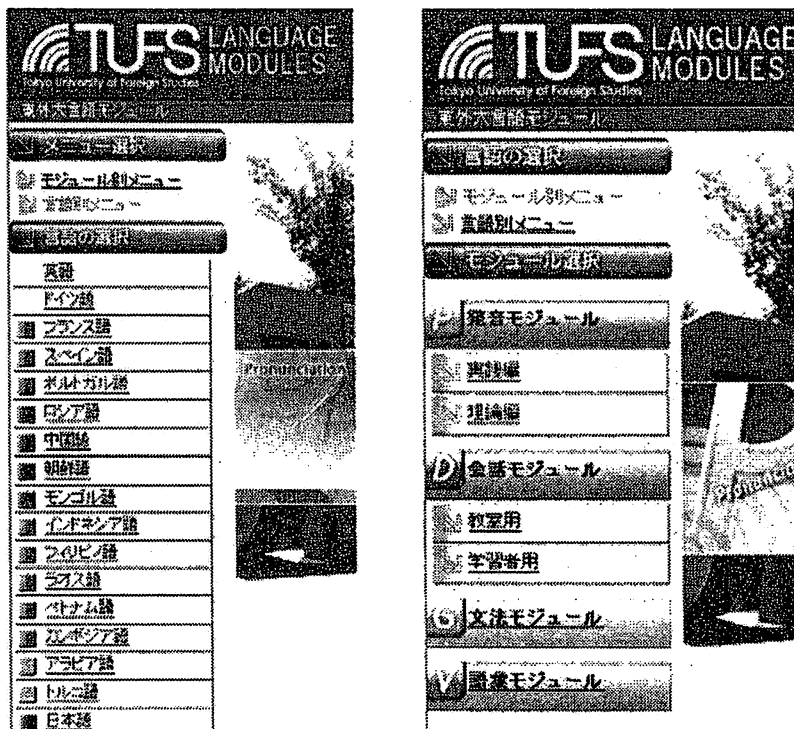 TUFS LANGUAGE MODULES
Tokyo University of Foreign Studies
東外大言語モジュール
メニュー選択
モジュール別メニュー
言語別メニュー
言語の選択
英語
ドイツ語
フランス語
スペイン語
ポルトガル語
ロシア語
中国語
朝鮮語
モンゴル語
インドネシア語
フィリピン語
ラオス語
ベトナム語
カンボジア語
アラビア語
トルコ語
日本語
Pronunciation
TUFS LANGUAGE MODULES
Tokyo University of Foreign Studies
東外大言語モジュール
言語の選択
モジュール別メニュー
言語別メニュー
モジュール選択
P 発音モジュール
実践編
理論編
D 会話モジュール
教室用
学習者用
G 文法モジュール
V 語彙モジュール